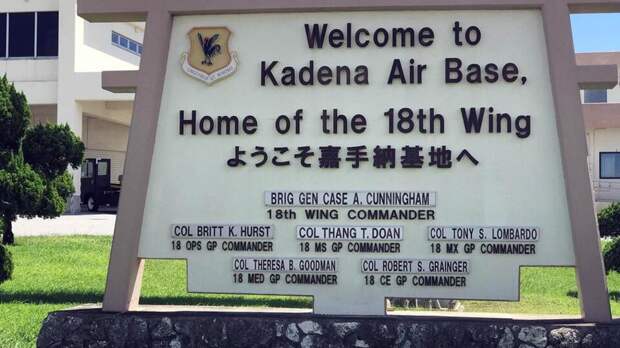 Welcome to
Kadena Air Base,
Home of the 18th Wing
ようこそ嘉手納基地へ
BRIG GEN CASE A. CUNNINGHAM
18th WING COMMANDER
COL BRITT K. HURST
18 OPS GP COMMANDER
COL THANG T. DOAN
18 MS GP COMMANDER
COL TONY S. LOMBARDO
18 MX GP COMMANDER
COL THERESA B. GOODMAN
18 MED GP COMMANDER
COL ROBERT S. GRAINGER
18 CE GP COMMANDER